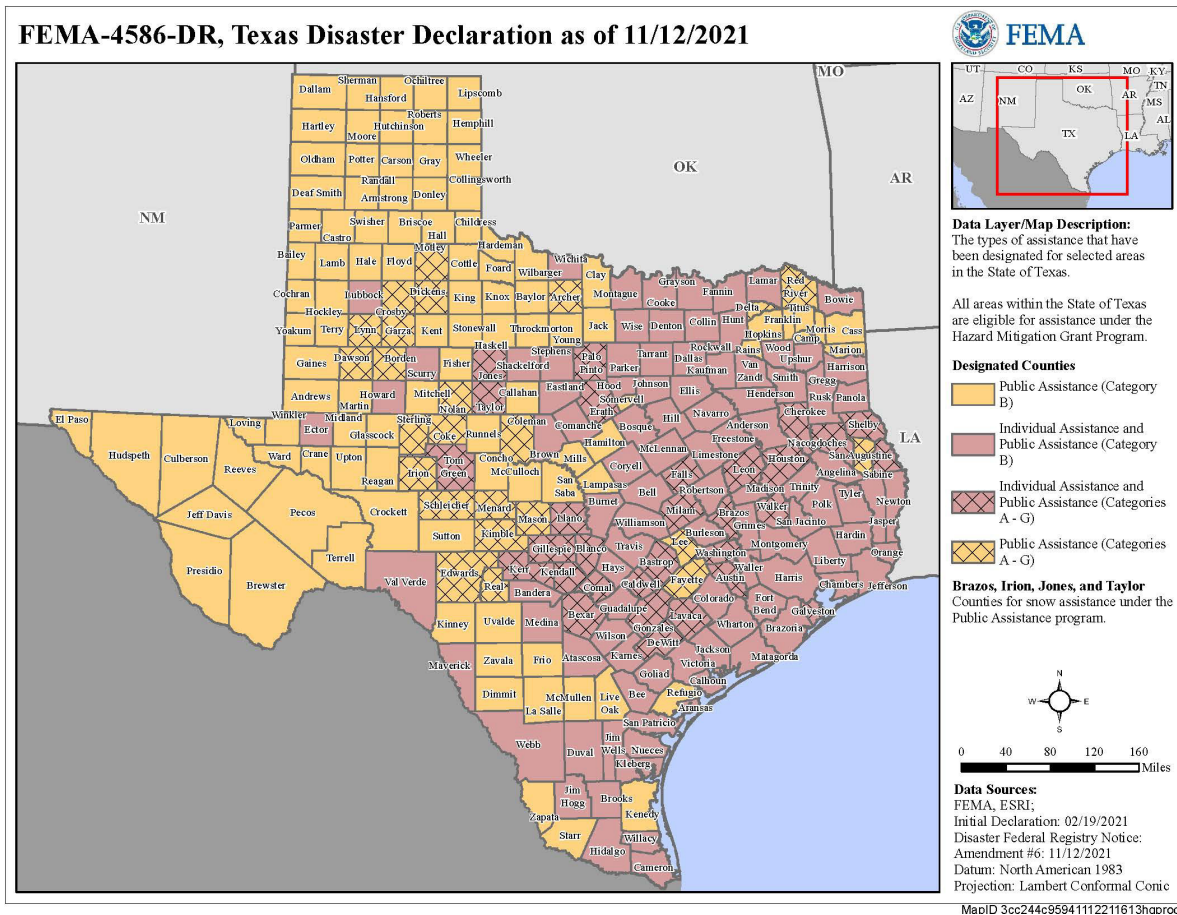 FEMA-4586-DR, Texas Disaster Declaration as of 11/12/2021
FEMA
MO
UT CO KS MO KY
TN
AZ NM OK AR MS
AL
TX LA
NM
OK
AR
LA
Dallam Sherman Hansford Ochiltree Lipscomb
Hartley Moore Hutchinson Roberts Hemphill
Oldham Potter Carson Gray Wheeler
Deaf Smith Randall Armstrong Donley Collingsworth
Parmer Castro Swisher Briscoe Hall Childress
Bailey Lamb Hale Floyd Motley Cottle Hardeman Foard Wilbarger Wichita Clay
Cochran Hockley Lubbock Crosby Dickens King Knox Baylor Archer Montague Cooke Grayson Fannin Lamar Red River Bowie
Yoakum Terry Lynn Garza Kent Stonewall Haskell Throckmorton Young Jack Wise Denton Collin Hunt Delta Hopkins Franklin Titus Camp Morris Cass Marion
Gaines Dawson Borden Scurry Fisher Jones Shackelford Stephens Palo Pinto Parker Tarrant Dallas Rockwall Kaufman Rains Van Zandt Wood Upshur Harrison
Andrews Martin Howard Mitchell Nolan Taylor Callahan Eastland Erath Hood Somervell Johnson Ellis Henderson Smith Gregg Rusk Panola
El Paso Hudspeth Culberson Reeves Loving Winkler Ector Midland Glasscock Sterling Coke Runnels Coleman Brown Comanche Hamilton Bosque Hill Navarro Freestone Anderson Cherokee Nacogdoches Shelby
Ward Crane Upton Reagan Irion Tom Green Concho McCulloch San Saba Mills Lampasas Coryell McLennan Limestone Falls Leon Houston Angelina San Augustine Sabine
Jeff Davis Pecos Crockett Schleicher Menard Mason Llano Burnet Bell Milam Robertson Brazos Madison Walker Trinity Polk Tyler Jasper Newton
Presidio Brewster Terrell Sutton Kimble Gillespie Blanco Williamson Travis Lee Burleson Washington Grimes San Jacinto Montgomery Liberty Hardin Orange
Val Verde Edwards Real Kerr Kendall Bandera Hays Comal Caldwell Bastrop Fayette Austin Waller Harris Chambers Jefferson
Kinney Uvalde Medina Bexar Guadalupe Gonzales Lavaca Colorado Wharton Fort Bend Brazoria Galveston
Maverick Zavala Frio Atascosa Wilson Karnes DeWitt Victoria Jackson Matagorda
Dimmit La Salle McMullen Live Oak Bee Goliad Refugio Calhoun Aransas
Webb Duval Jim Wells San Patricio Nueces Kleberg
Zapata Jim Hogg Brooks Kenedy
Starr Hidalgo Willacy Cameron
Data Layer/Map Description:
The types of assistance that have
been designated for selected areas
in the State of Texas.
All areas within the State of Texas
are eligible for assistance under the
Hazard Mitigation Grant Program.
Designated Counties
Public Assistance (Category
B)
Individual Assistance and
Public Assistance (Category
B)
Individual Assistance and
Public Assistance (Categories
A - G)
Public Assistance (Categories
A - G)
Brazos, Irion, Jones, and Taylor
Counties for snow assistance under the
Public Assistance program.
N
W E
S
0 40 80 120 160
Miles
Data Sources:
FEMA, ESRI;
Initial Declaration: 02/19/2021
Disaster Federal Registry Notice:
Amendment #6: 11/12/2021
Datum: North American 1983
Projection: Lambert Conformal Conic
MapID 3cc244c95941112211613hqprod